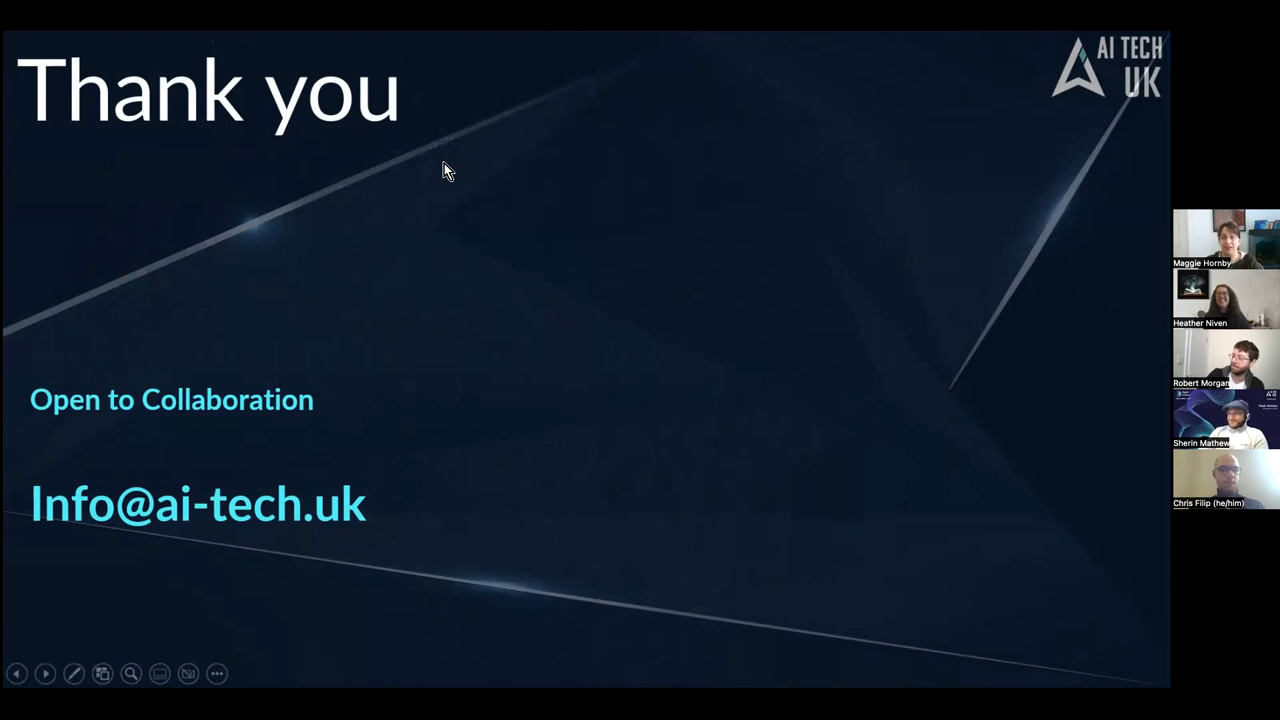 Thank you
AI TECH
UK
Open to Collaboration
Info@ai-tech.uk
Maggie Hornby
Heather Niven
Robert Morgan
Sherin Mathew
Chris Filip (he/him)